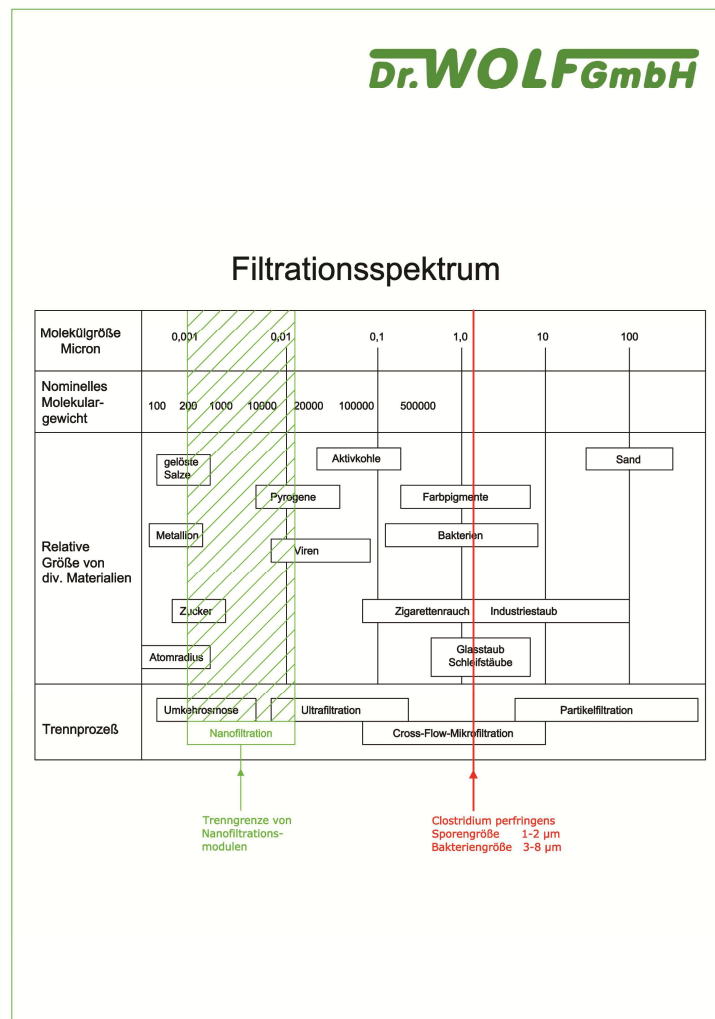 Dr. WOLF GmbH
Filtrationsspektrum
Molekülgröße
Micron
0,001 0,01 0,1 1,0 10 100
Nominelles
Molekular-
gewicht
100 200 1000 10000 20000 100000 500000
Relative
Größe von
div. Materialien
gelöste
Salze
Aktivkohle
Sand
Pyrogene
Farbpigmente
Metallion
Bakterien
Viren
Zucker
Zigarettenrauch Industriestaub
Atomradius
Glasstaub
Schleifstäube
Trennprozeß
Umkehrosmose
Ultrafiltration
Partikelfiltration
Nanofiltration
Cross-Flow-Mikrofiltration
Trenngrenze von
Nanofiltrations-
modulen
Clostridium perfringens
Sporengröße 1-2 µm
Bakteriengröße 3-8 µm